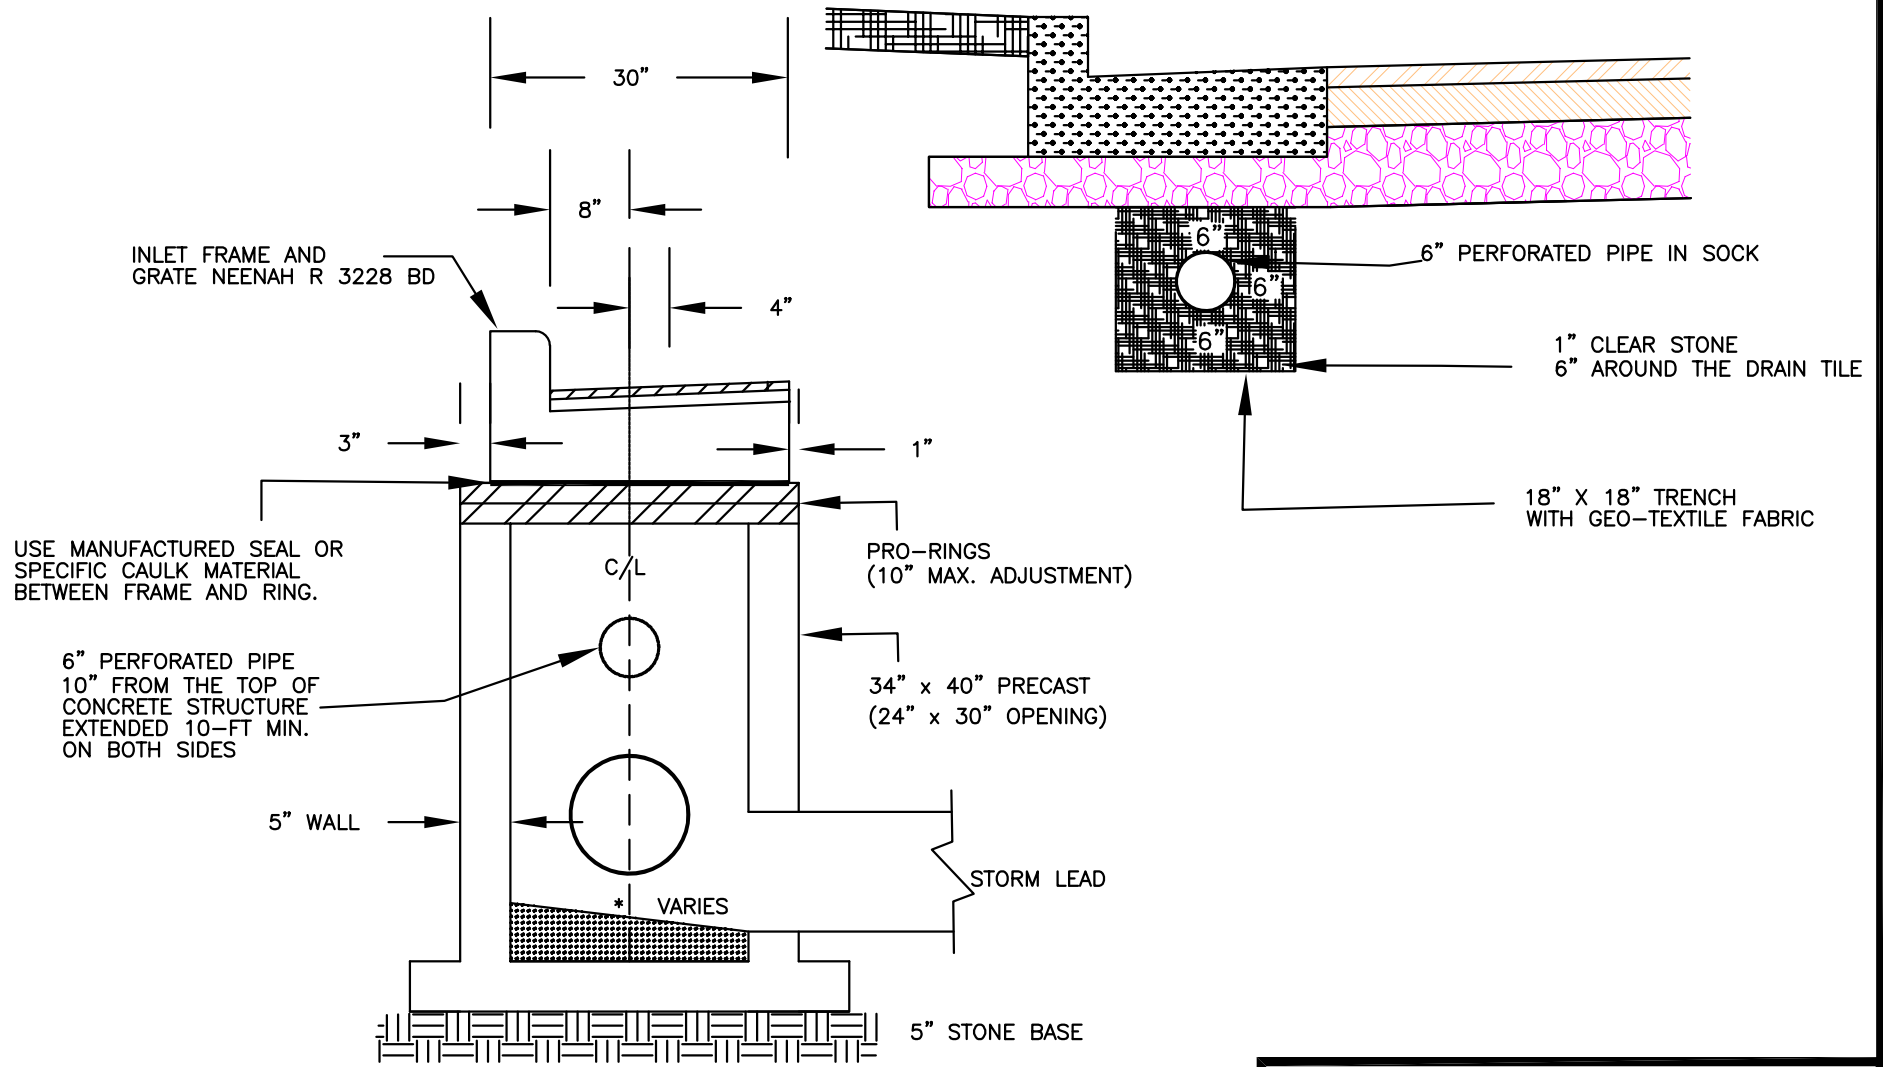 30”
8”
INLET FRAME AND
GRATE NEENAH R 3228 BD
4”
3”
1”
USE MANUFACTURED SEAL OR
SPECIFIC CAULK MATERIAL
BETWEEN FRAME AND RING.
C/L
PRO-RINGS
(10” MAX. ADJUSTMENT)
6” PERFORATED PIPE
10” FROM THE TOP OF
CONCRETE STRUCTURE
EXTENDED 10-FT MIN.
ON BOTH SIDES
34” x 40” PRECAST
(24” x 30” OPENING)
5” WALL
STORM LEAD
* VARIES
5” STONE BASE
6”
6” PERFORATED PIPE IN SOCK
6”
6”
1” CLEAR STONE
6” AROUND THE DRAIN TILE
18” X 18” TRENCH
WITH GEO-TEXTILE FABRIC